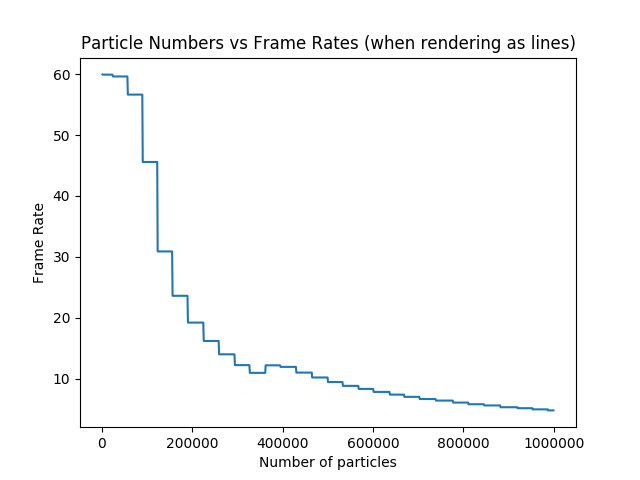 Particle Numbers vs Frame Rates (when rendering as lines)
60
50
40
30
20
10
Frame Rate
0 200000 400000 600000 800000 1000000
Number of particles